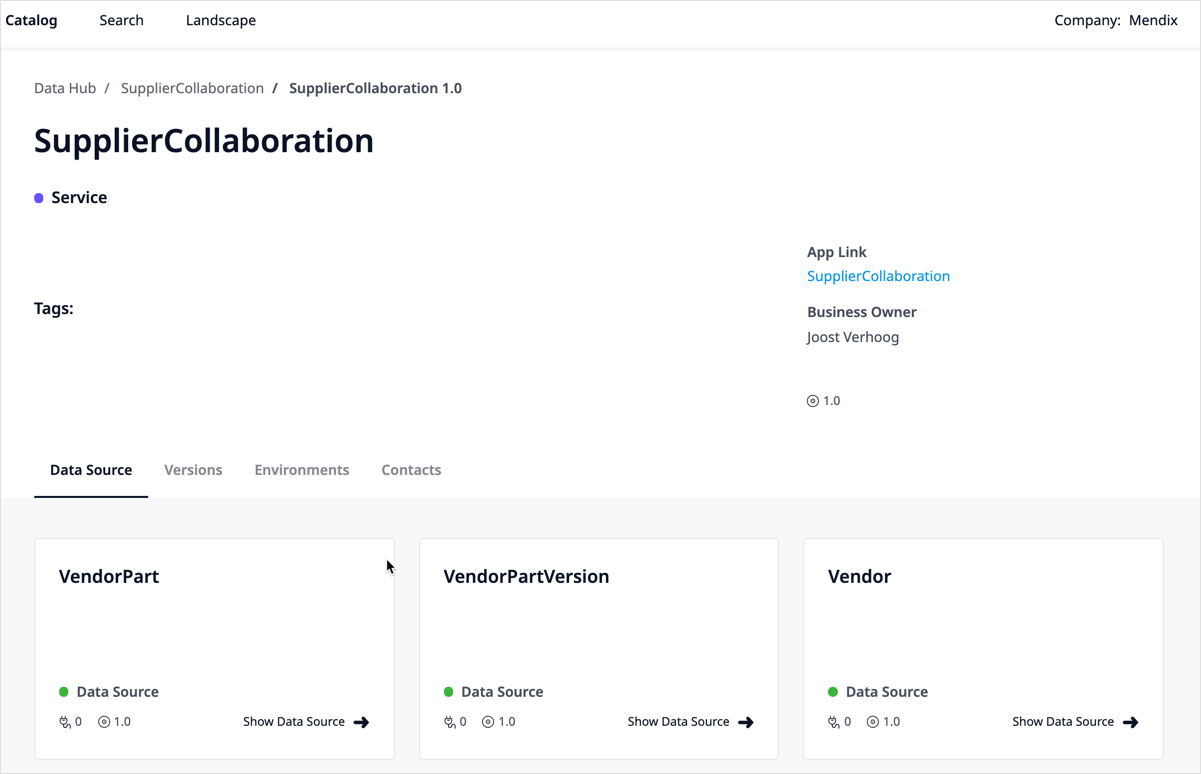 Catalog Search Landscape Company: Mendix
Data Hub / SupplierCollaboration / SupplierCollaboration 1.0
SupplierCollaboration
Service
App Link
SupplierCollaboration
Tags:
Business Owner
Joost Verhoog
1.0
Data Source Versions Environments Contacts
VendorPart
Data Source
0 1.0 Show Data Source
VendorPartVersion
Data Source
0 1.0 Show Data Source
Vendor
Data Source
0 1.0 Show Data Source